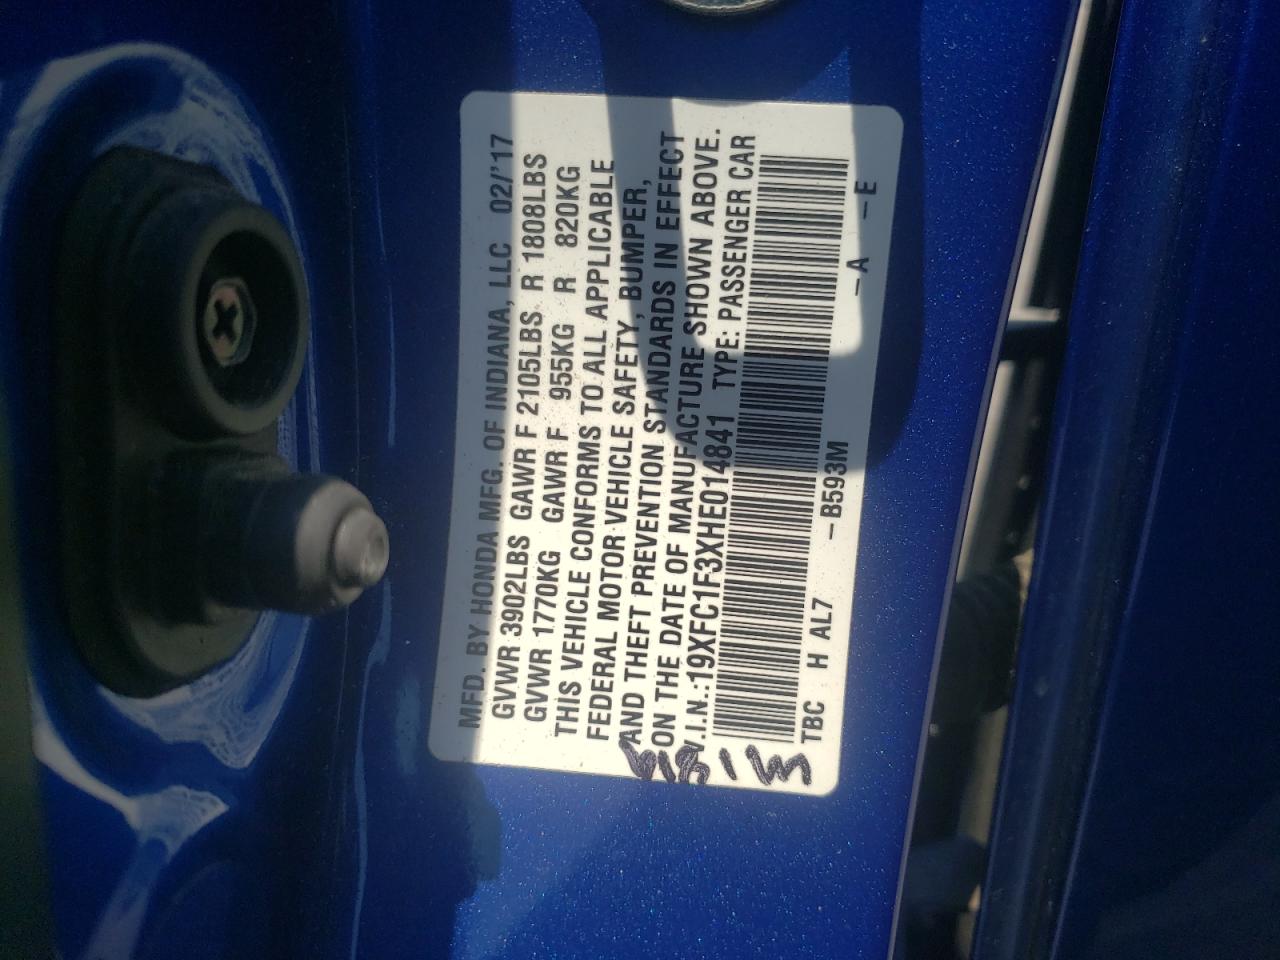 MFD. BY HONDA MFG. OF INDIANA, LLC 02/'17
GVWR 3902LBS GAWR F 2105LBS R 1808LBS
GVWR 1770KG GAWR F 955KG R 820KG
THIS VEHICLE CONFORMS TO ALL APPLICABLE
FEDERAL MOTOR VEHICLE SAFETY, BUMPER,
AND THEFT PREVENTION STANDARDS IN EFFECT
ON THE DATE OF MANUFACTURE SHOWN ABOVE.
V.I.N.:19XFC1F3XHE014841 TYPE: PASSENGER CAR
TBC H AL7 -B593M -A -E